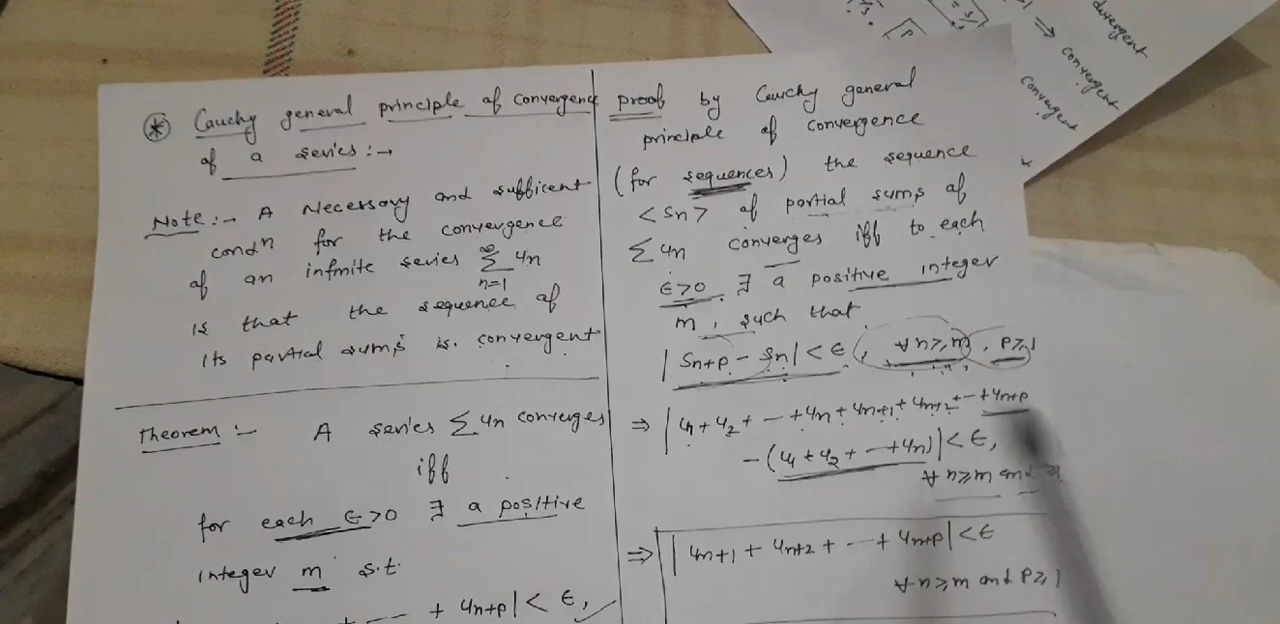 ✳ Cauchy general principle of convergence
of a series:→
Note:→ A Necessary and sufficent
condⁿ for the convergence
of an infinite series ∞∑n=1 un
is that the sequence of
its partial sums is. convergent
Theorem:- A series ∑un converges
iff
for each ϵ>0 ∃ a positive
integer m s.t.
+ un+p| < ϵ,
proof by Cauchy general
principle of convergence
(for sequences) the sequence
<Sn> of partial sums of
∑un converges iff to each
ϵ>0 ∃ a positive integer
m, such that
|Sn+p - Sn| < ϵ, ∀ n≥m, p≥1
⇒ |u1+u2+--+un+un+1+un+2+--+un+p
-(u1+u2+--+un)| < ϵ,
∀ n≥m and
⇒ |un+1 + un+2 + --+ un+p| < ϵ
∀ n≥m and p≥1
divergent
⇒ convergent
convergent